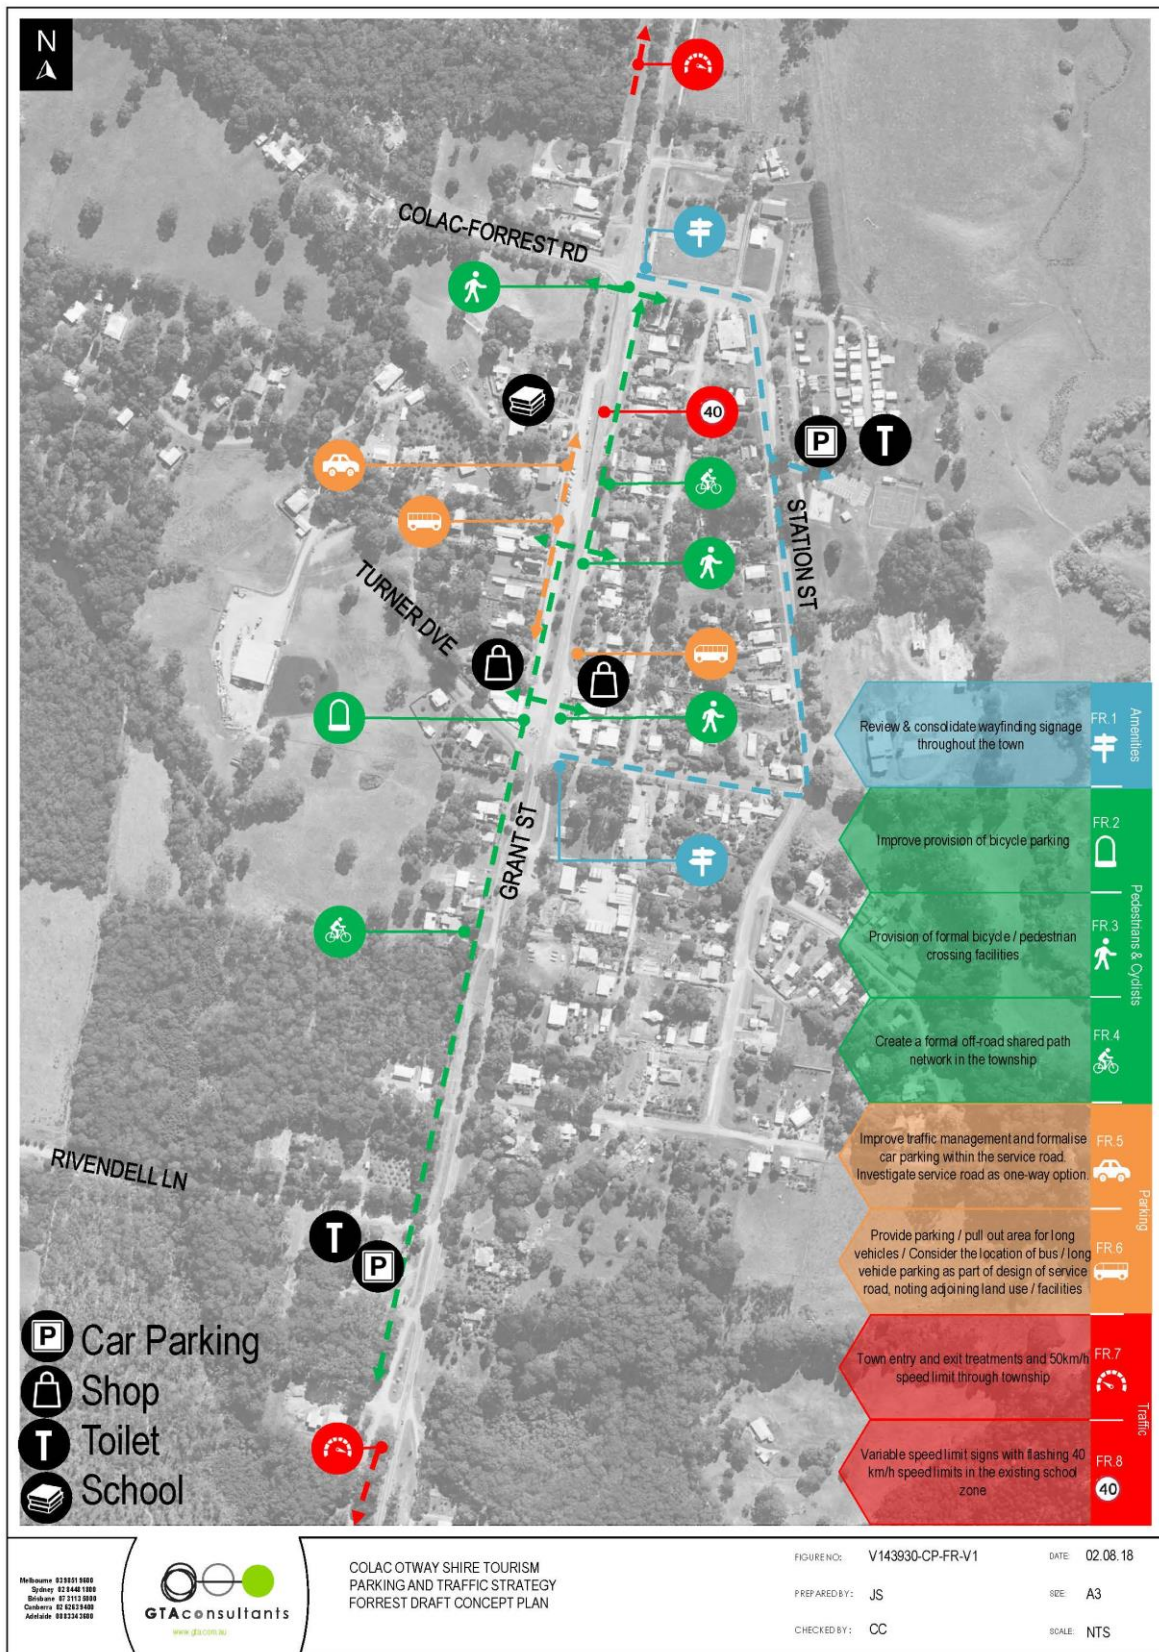 N
COLAC-FORREST RD
40
P
T
STATION ST
TURNER DVE
GRANT ST
RIVENDELL LN
T
P
Review & consolidate wayfinding signage
throughout the town
FR.1
Amenities
Improve provision of bicycle parking
FR.2
Provision of formal bicycle / pedestrian
crossing facilities
FR.3
Pedestrians & Cyclists
Create a formal off-road shared path
network in the township
FR.4
Improve traffic management and formalise
car parking within the service road.
Investigate service road as one-way option.
FR.5
Parking
Provide parking / pull out area for long
vehicles / Consider the location of bus / long
vehicle parking as part of design of service
road, noting adjoining land use / facilities
FR.6
Town entry and exit treatments and 50km/h
speed limit through township
FR.7
Traffic
Variable speed limit signs with flashing 40
km/h speed limits in the existing school
zone
FR.8
40
P Car Parking
Shop
T Toilet
School
Melbourne
Sydney
Brisbane
Canberra
Adelaide
GTAconsultants
www.gta.com.au
COLAC OTWAY SHIRE TOURISM
PARKING AND TRAFFIC STRATEGY
FORREST DRAFT CONCEPT PLAN
FIGURE NO: V143930-CP-FR-V1
DATE: 02.08.18
PREPARED BY: JS
SIZE: A3
CHECKED BY: CC
SCALE: NTS